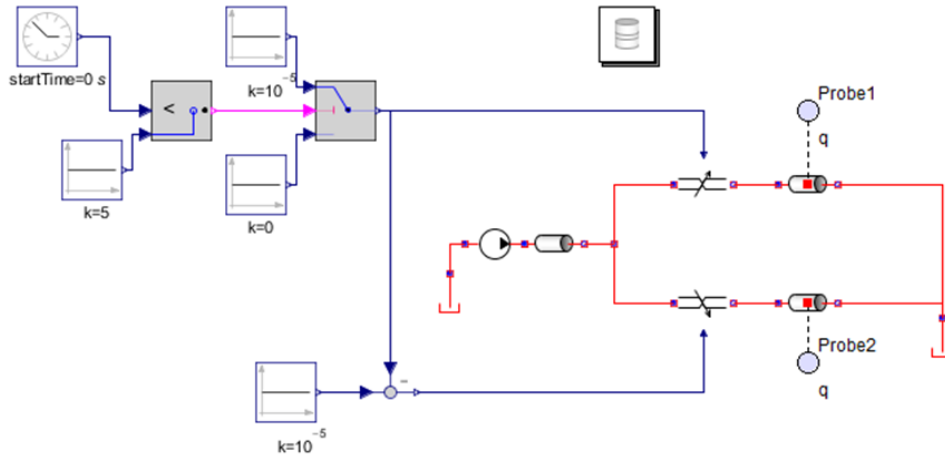 startTime=0 s
<
k=10⁻⁵
k=5
k=0
Probe1
q
Probe2
q
-
k=10⁻⁵